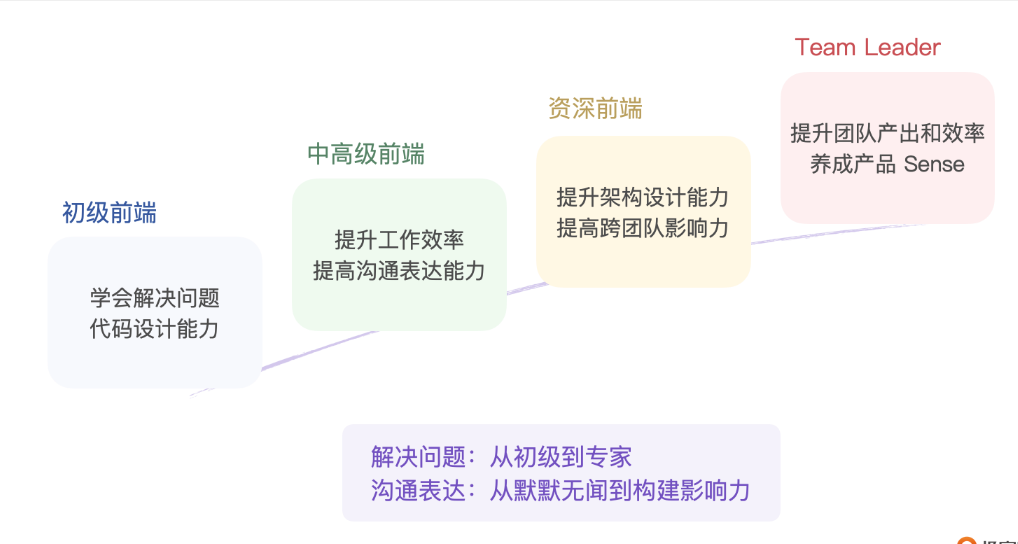 Team Leader
提升团队产出和效率
养成产品 Sense
资深前端
提升架构设计能力
提高跨团队影响力
中高级前端
提升工作效率
提高沟通表达能力
初级前端
学会解决问题
代码设计能力
解决问题：从初级到专家
沟通表达：从默默无闻到构建影响力